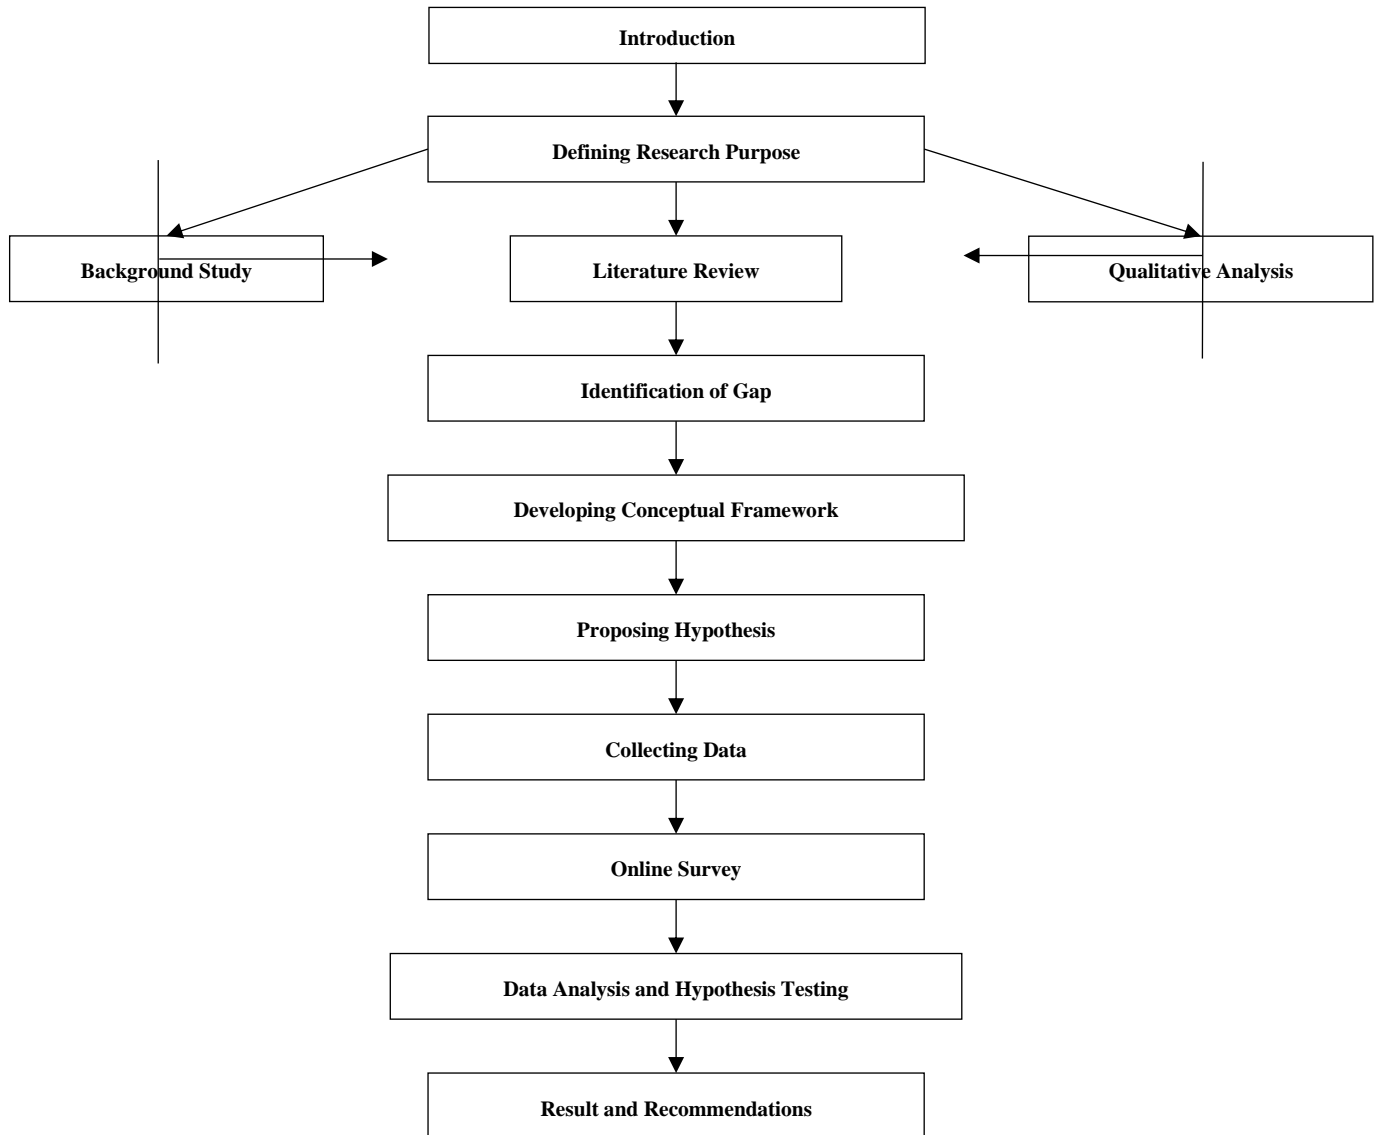 Introduction
Defining Research Purpose
Background Study
Literature Review
Qualitative Analysis
Identification of Gap
Developing Conceptual Framework
Proposing Hypothesis
Collecting Data
Online Survey
Data Analysis and Hypothesis Testing
Result and Recommendations